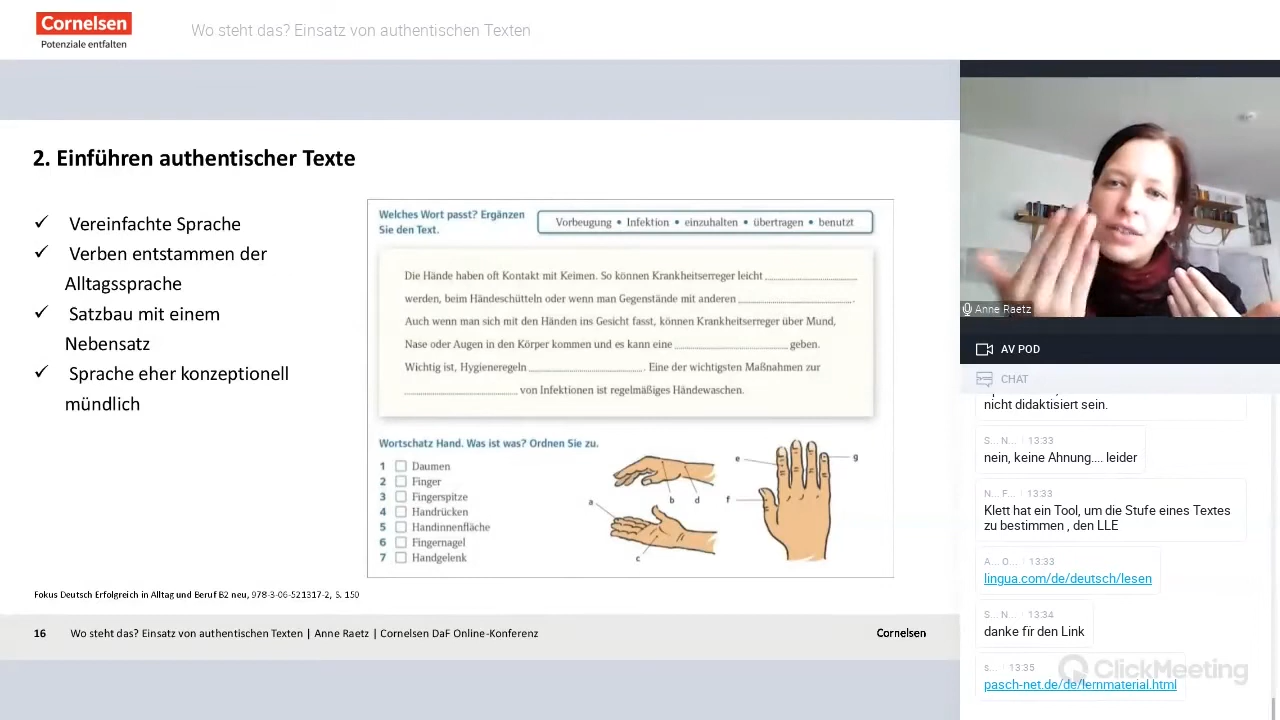 Cornelsen
Potenziale entfalten
Wo steht das? Einsatz von authentischen Texten
2. Einführen authentischer Texte
✓ Vereinfachte Sprache
✓ Verben entstammen der
Alltagssprache
✓ Satzbau mit einem
Nebensatz
✓ Sprache eher konzeptionell
mündlich
Welches Wort passt? Ergänzen
Sie den Text.
Vorbeugung • Infektion • einzuhalten • übertragen • benutzt
Die Hände haben oft Kontakt mit Keimen. So können Krankheitserreger leicht ____________
werden, beim Händeschütteln oder wenn man Gegenstände mit anderen ____________.
Auch wenn man sich mit den Händen ins Gesicht fasst, können Krankheitserreger über Mund,
Nase oder Augen in den Körper kommen und es kann eine ____________ geben.
Wichtig ist, Hygieneregeln ____________. Eine der wichtigsten Maßnahmen zur
____________ von Infektionen ist regelmäßiges Händewaschen.
Wortschatz Hand. Was ist was? Ordnen Sie zu.
1 ☐ Daumen
2 ☐ Finger
3 ☐ Fingerspitze
4 ☐ Handrücken
5 ☐ Handinnenfläche
6 ☐ Fingernagel
7 ☐ Handgelenk
a
b
d
c
e
f
g
Fokus Deutsch Erfolgreich in Alltag und Beruf B2 neu, 978-3-06-521317-2, S. 150
16 Wo steht das? Einsatz von authentischen Texten | Anne Raetz | Cornelsen DaF Online-Konferenz
Cornelsen
Anne Raetz
AV POD
CHAT
nicht didaktisiert sein.
S... N... 13:33
nein, keine Ahnung.... leider
N... F... 13:33
Klett hat ein Tool, um die Stufe eines Textes
zu bestimmen , den LLE
A... O... 13:33
lingua.com/de/deutsch/lesen
S... N... 13:34
danke fïr den Link
s... 13:35
pasch-net.de/de/lernmaterial.html
ClickMeeting